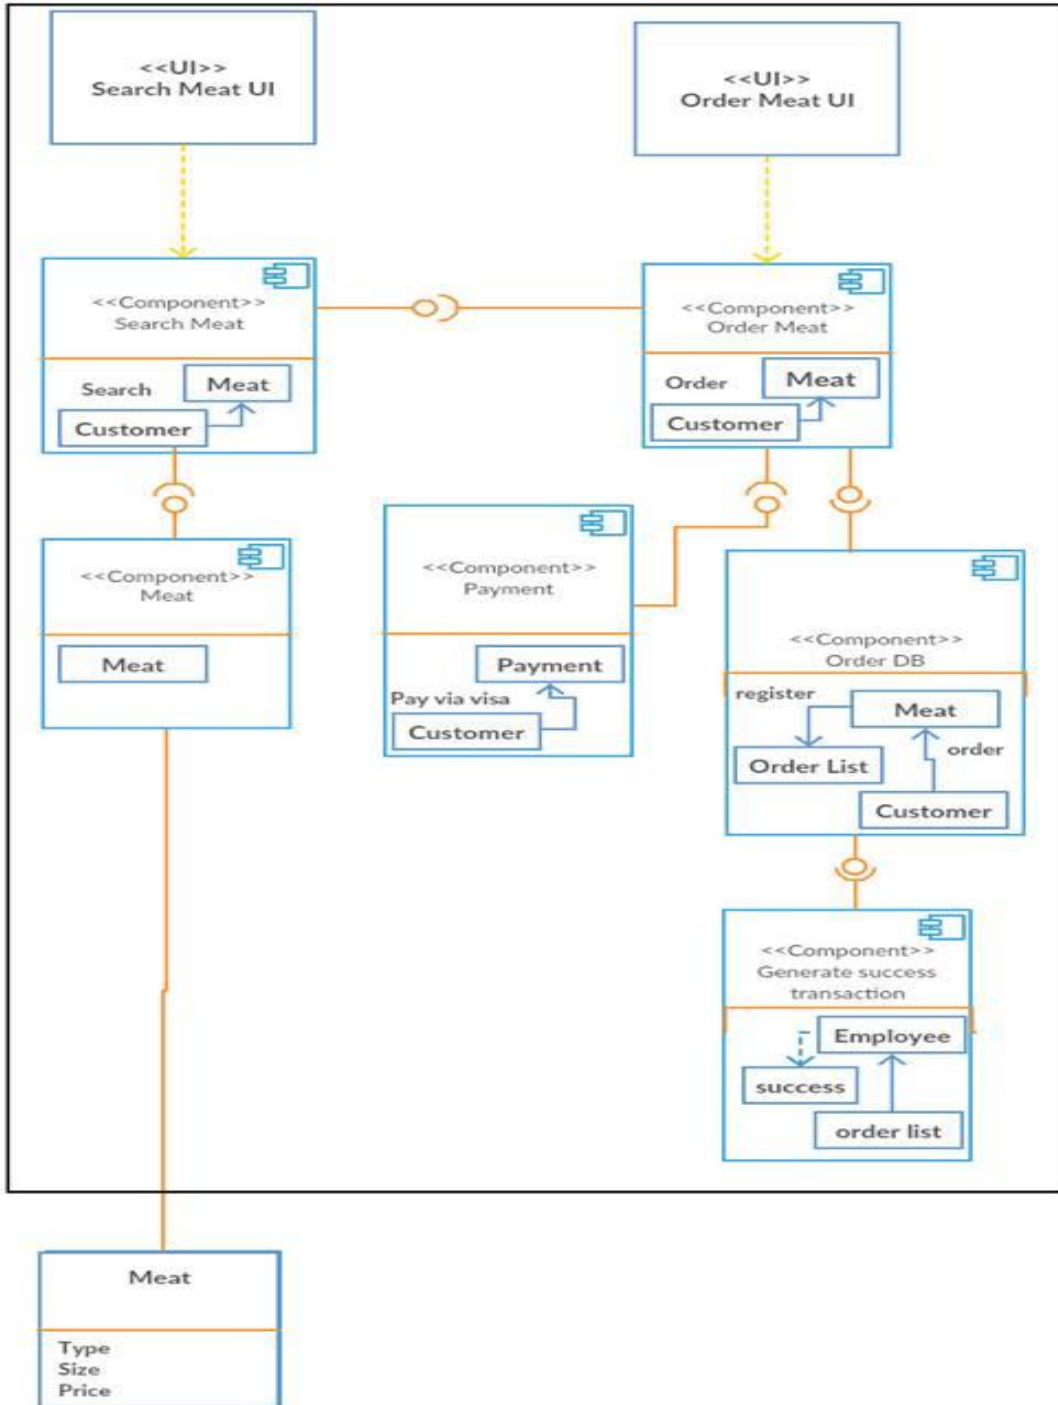 <<UI>>
Search Meat UI
<<UI>>
Order Meat UI
<<Component>>
Search Meat
Search
Meat
Customer
<<Component>>
Order Meat
Order
Meat
Customer
<<Component>>
Meat
Meat
<<Component>>
Payment
Payment
Pay via visa
Customer
<<Component>>
Order DB
register
Meat
Order List
order
Customer
<<Component>>
Generate success
transaction
Employee
success
order list
Meat
Type
Size
Price